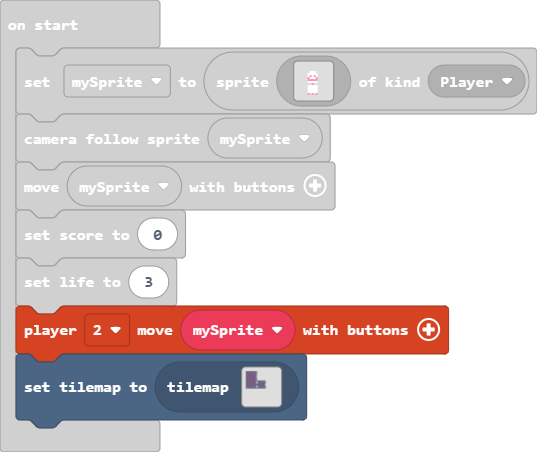 on start
set mySprite to sprite of kind Player
camera follow sprite mySprite
move mySprite with buttons
set score to 0
set life to 3
player 2 move mySprite with buttons
set tilemap to tilemap